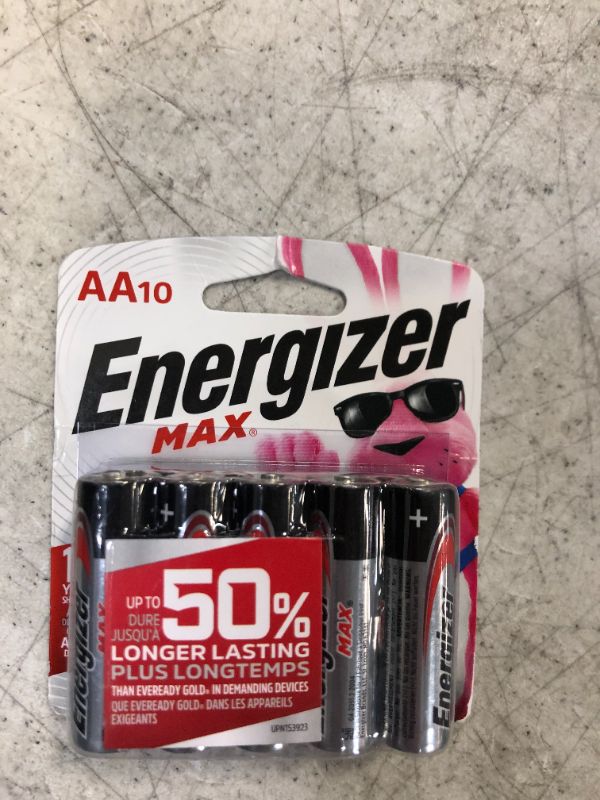 AA10
Energizer
MAX®
UP TO
DURE
JUSQU'À
50%
LONGER LASTING
PLUS LONGTEMPS
THAN EVEREADY GOLD® IN DEMANDING DEVICES
QUE EVEREADY GOLD® DANS LES APPAREILS
EXIGEANTS
UPNT53923
+
+
Energizer
MAX
Energizer